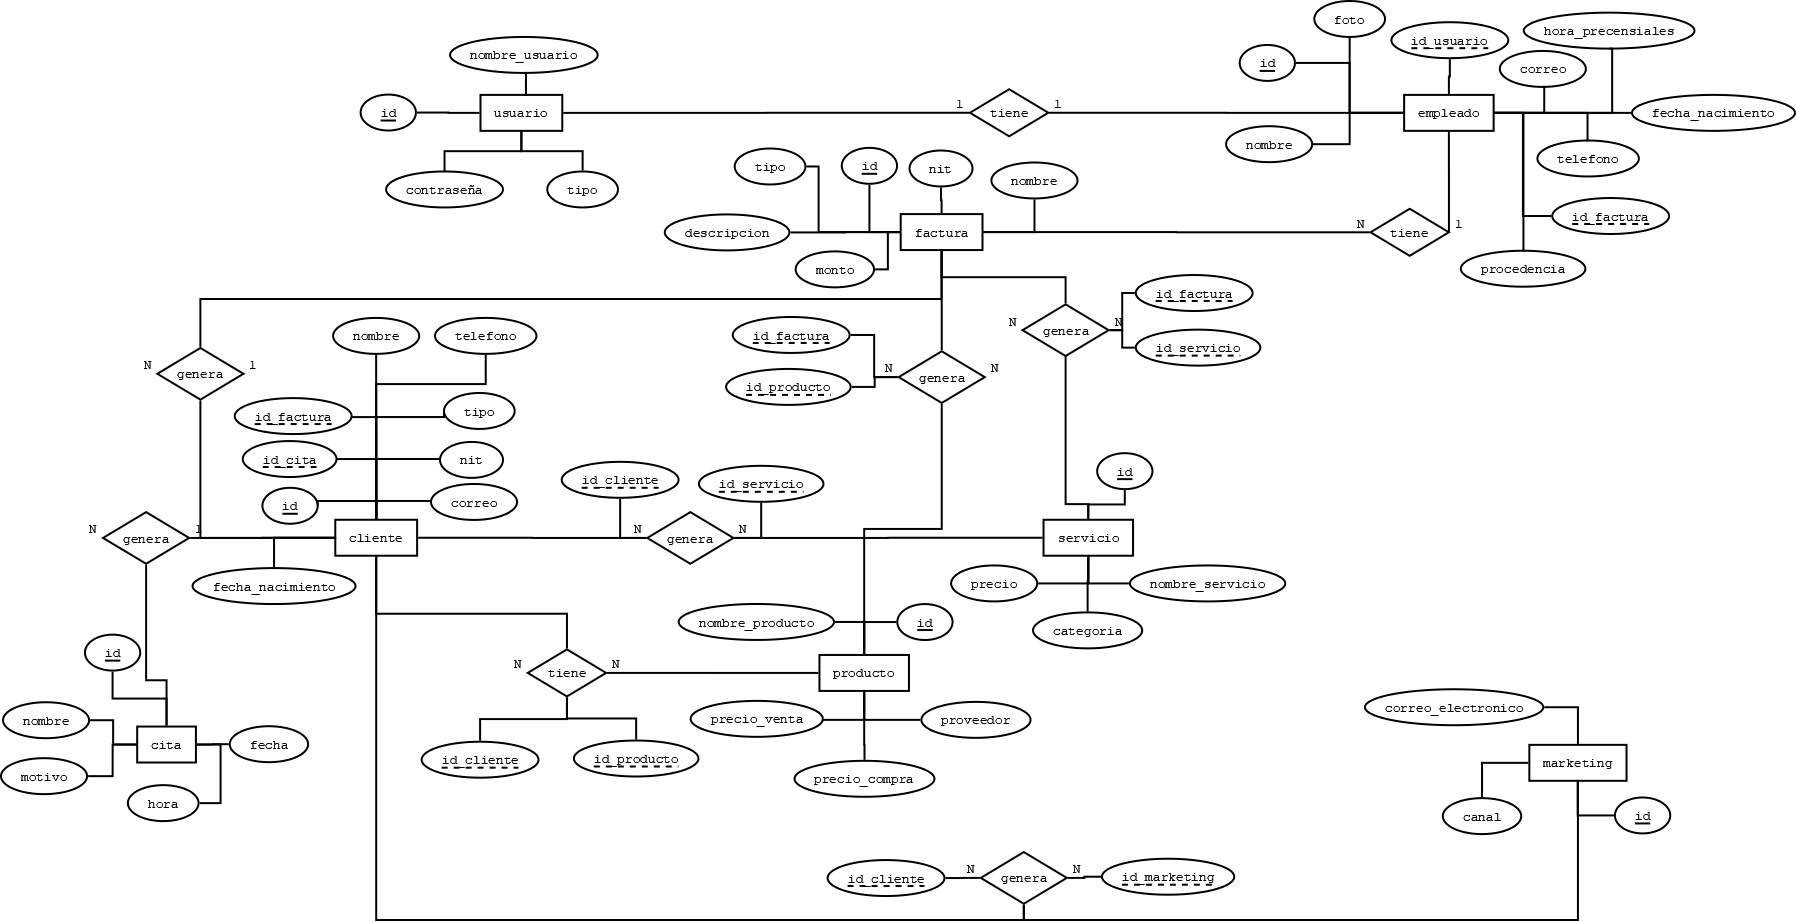 foto
id_usuario
hora_precensiales
nombre_usuario
id
correo
id
usuario
1
tiene
1
empleado
fecha_nacimiento
nombre
telefono
tipo
id
nit
nombre
contraseña
tipo
id_factura
descripcion
factura
N
tiene
1
monto
procedencia
id_factura
nombre
telefono
id_factura
N
genera
N
id_servicio
N
genera
1
N
genera
N
id_producto
id_factura
tipo
id_cita
nit
id
correo
id_cliente
id_servicio
id
N
genera
1
cliente
N
genera
N
servicio
fecha_nacimiento
precio
nombre_servicio
nombre_producto
id
categoria
id
N
tiene
N
producto
nombre
precio_venta
proveedor
correo_electronico
cita
fecha
id_cliente
id_producto
marketing
motivo
precio_compra
hora
canal
id
id_cliente
N
genera
N
id_marketing